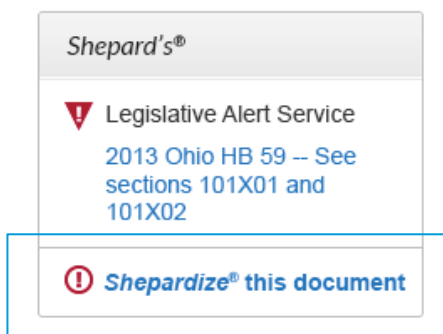 Shepard's®
Legislative Alert Service
2013 Ohio HB 59 -- See
sections 101X01 and
101X02
Shepardize® this document